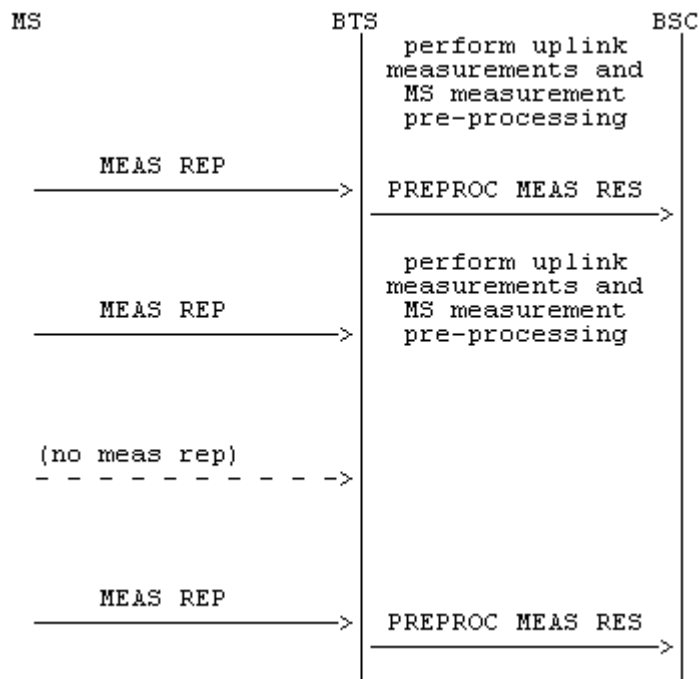 MS BTS BSC
perform uplink
measurements and
MS measurement
pre-processing
MEAS REP
PREPROC MEAS RES
perform uplink
measurements and
MS measurement
pre-processing
MEAS REP
(no meas rep)
MEAS REP
PREPROC MEAS RES